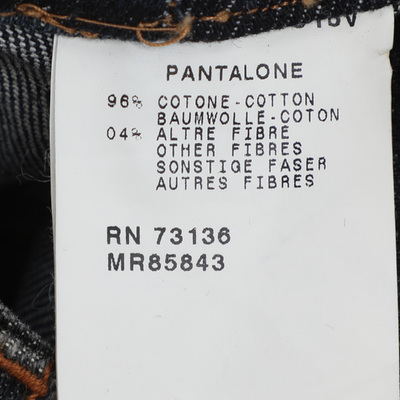 PANTALONE
96% COTONE-COTTON
BAUMWOLLE-COTON
04% ALTRE FIBRE
OTHER FIBRES
SONSTIGE FASER
AUTRES FIBRES
RN 73136
MR85843